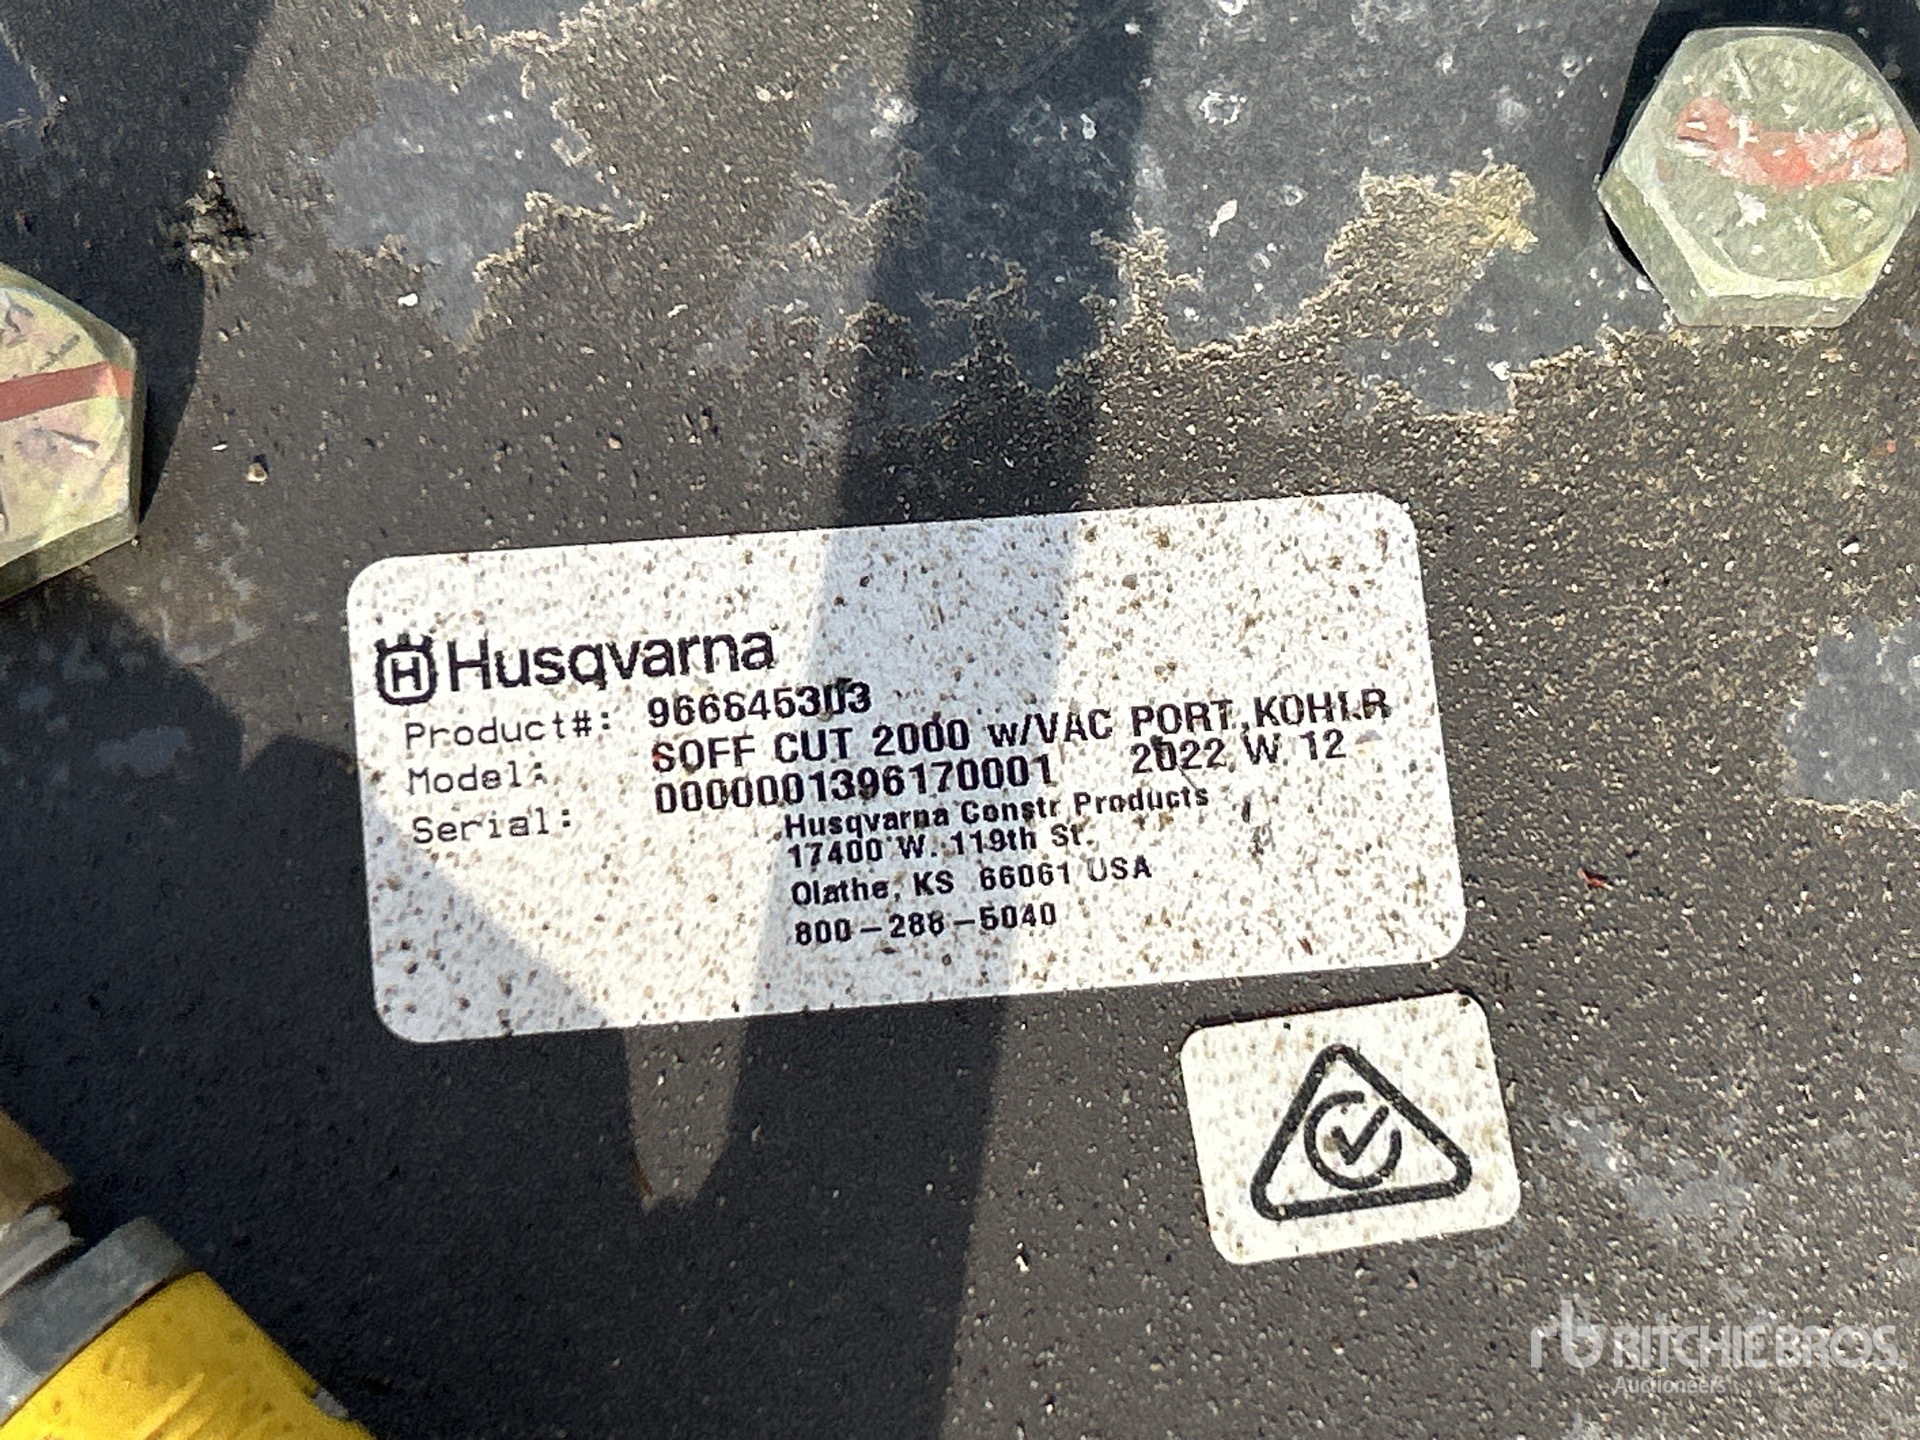 Husqvarna
Product#: 966645303
Model: SOFF CUT 2000 w/VAC PORT,KOHLR
Serial: 0000001396170001 2022 W 12
Husqvarna Constr Products
17400 W. 119th St.
Olathe, KS 66061 USA
800-288-5040
rb RITCHIE BROS.
Auctioneers